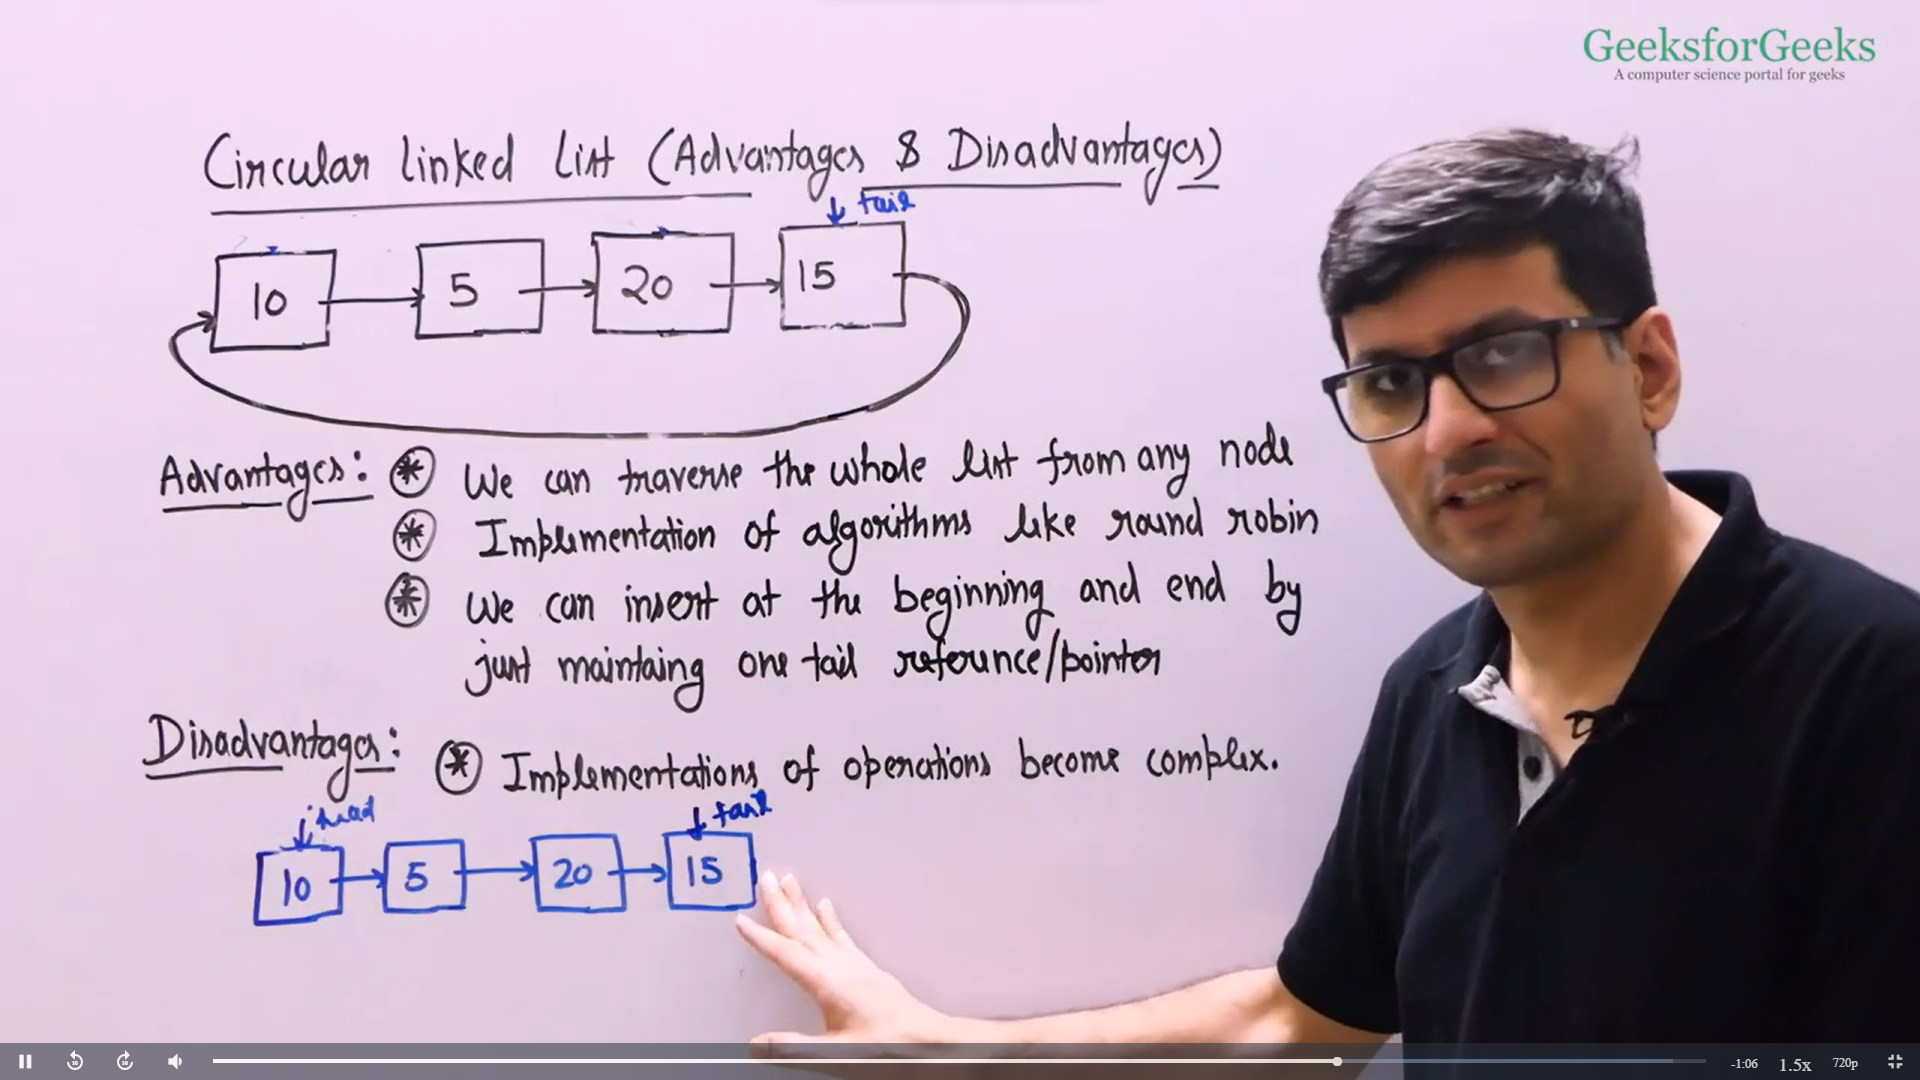 GeeksforGeeks
A computer science portal for geeks
Circular linked list (Advantages & Disadvantages)
tail
10 5 20 15
Advantages: * We can traverse the whole list from any node
* Implementation of algorithms like round robin
* We can insert at the beginning and end by
just maintaing one tail reference/pointer
Disadvantages: * Implementations of operations become complex.
head tail
10 5 20 15
-1:06 1.5x 720p